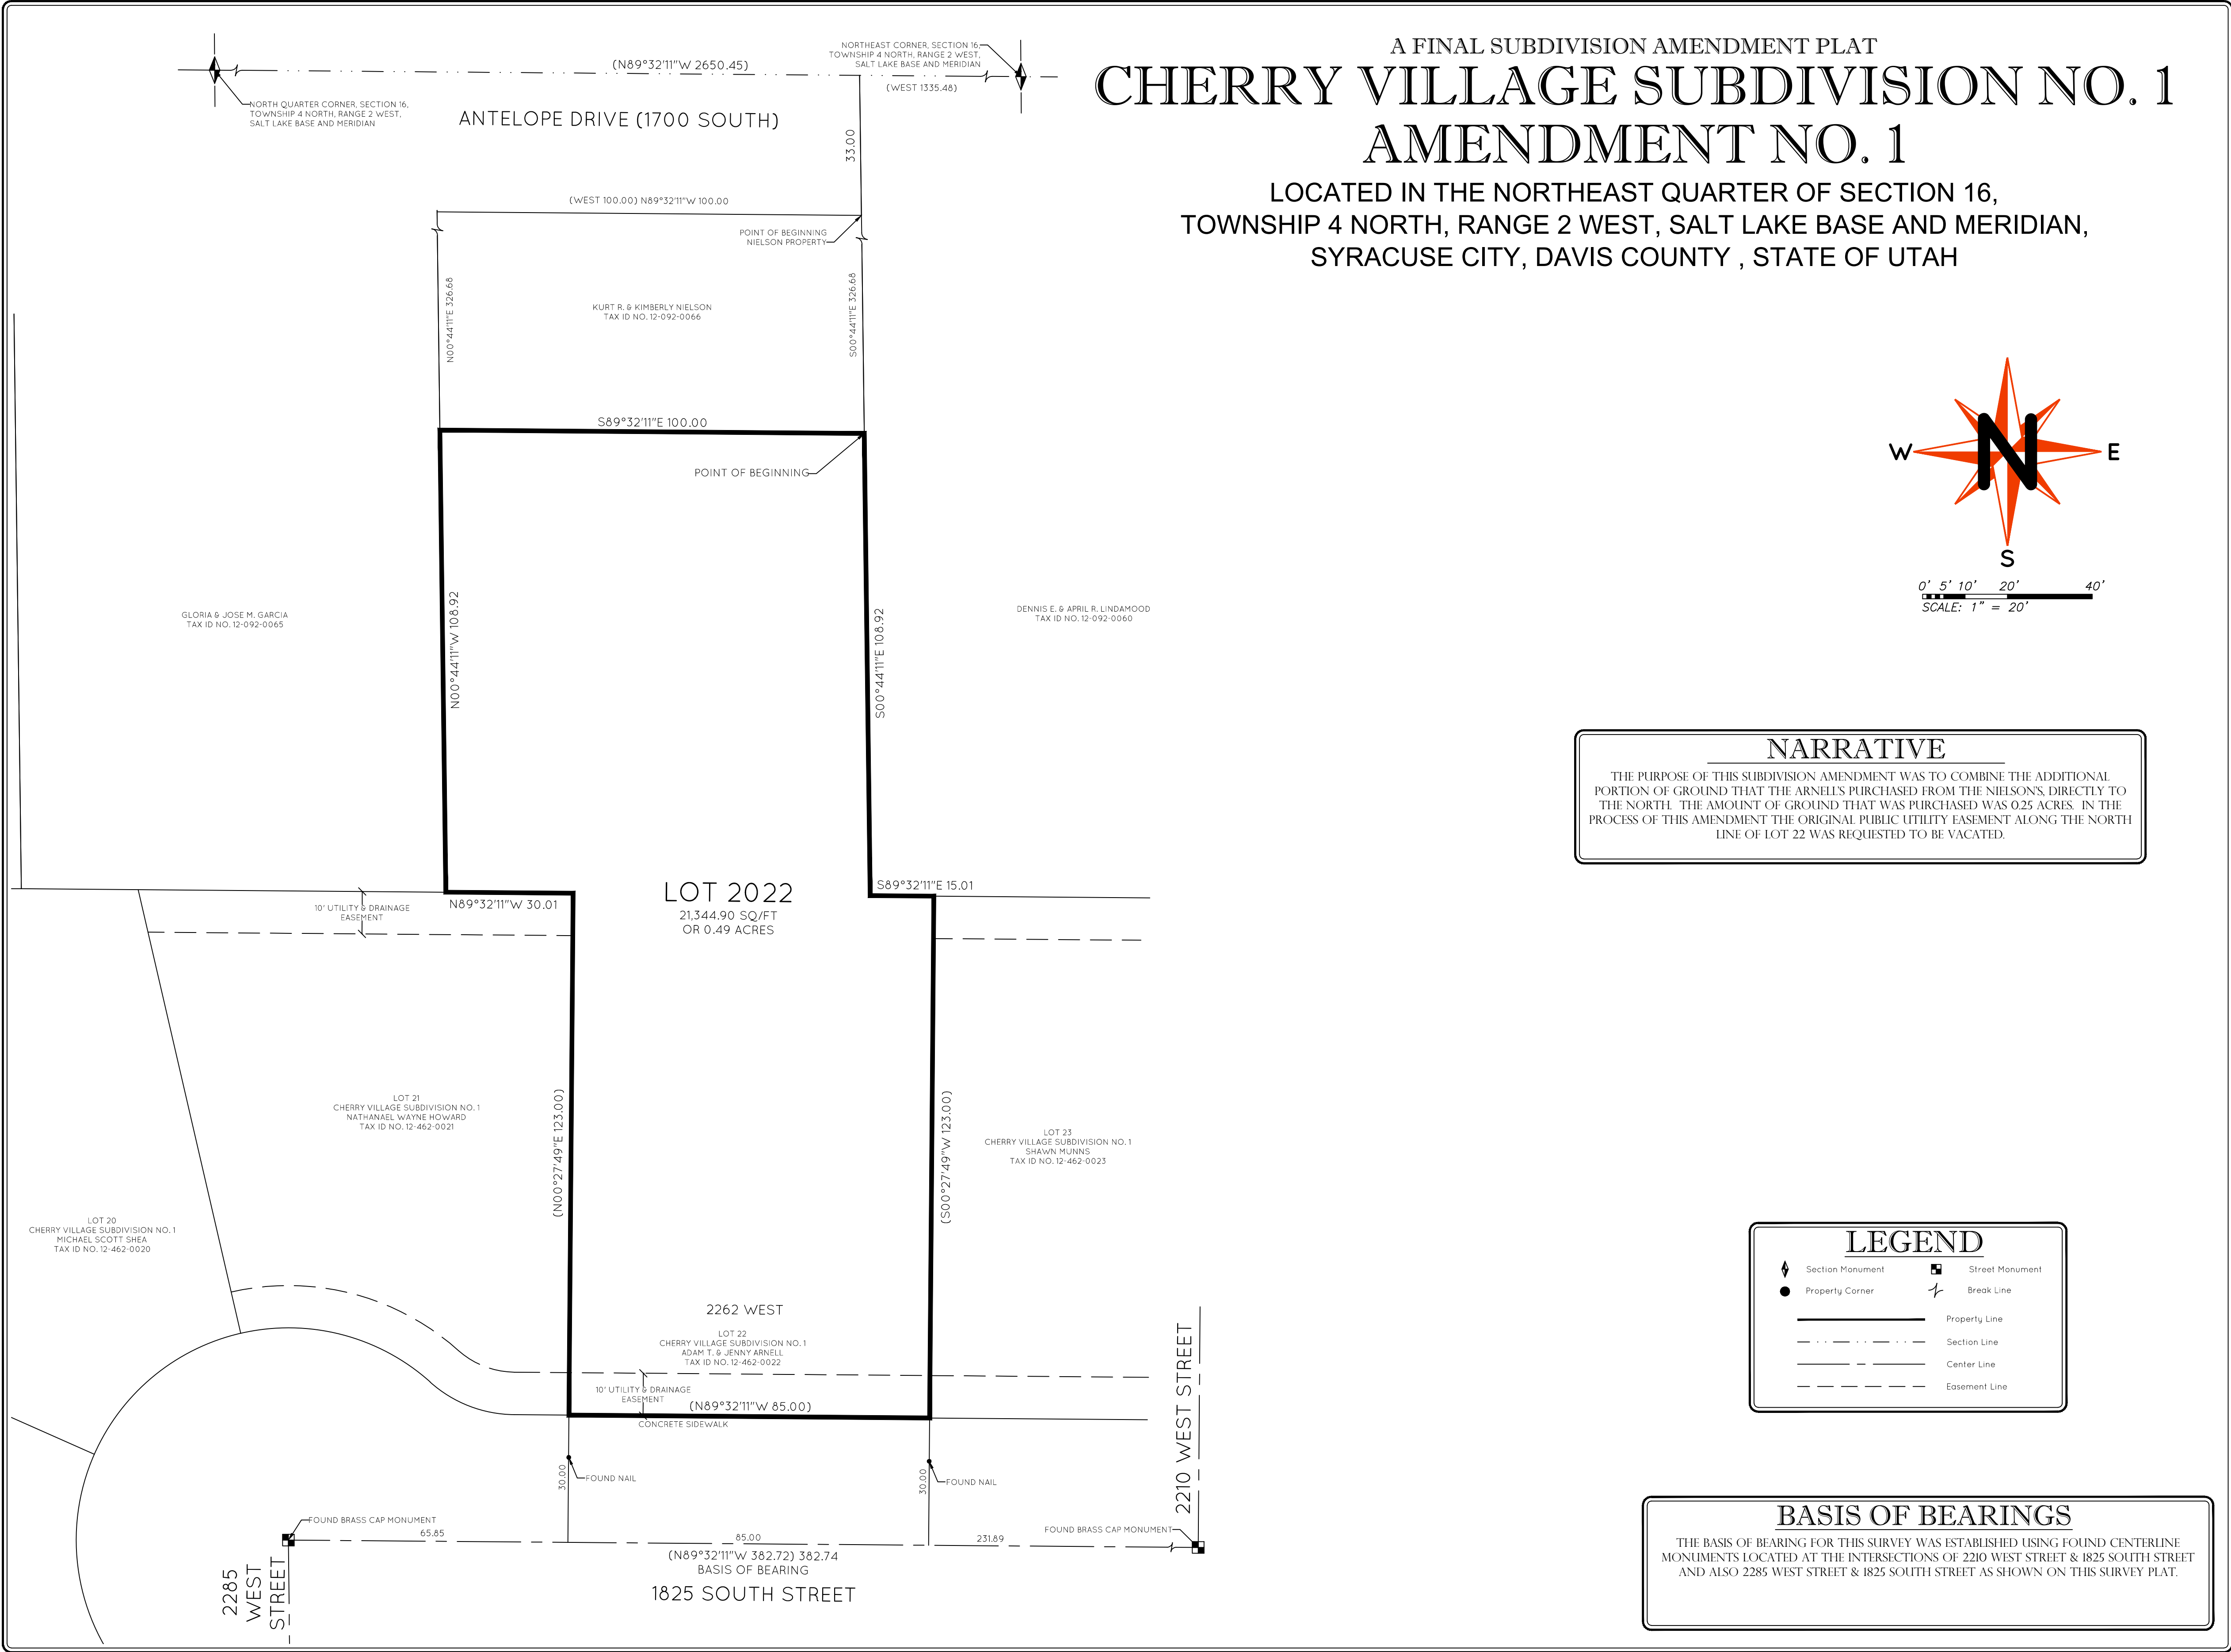 A FINAL SUBDIVISION AMENDMENT PLAT
CHERRY VILLAGE SUBDIVISION NO. 1
AMENDMENT NO. 1
LOCATED IN THE NORTHEAST QUARTER OF SECTION 16,
TOWNSHIP 4 NORTH, RANGE 2 WEST, SALT LAKE BASE AND MERIDIAN,
SYRACUSE CITY, DAVIS COUNTY , STATE OF UTAH
NORTHEAST CORNER, SECTION 16,
TOWNSHIP 4 NORTH, RANGE 2 WEST,
SALT LAKE BASE AND MERIDIAN
(N89°32'11"W 2650.45)
(WEST 1335.48)
NORTH QUARTER CORNER, SECTION 16,
TOWNSHIP 4 NORTH, RANGE 2 WEST,
SALT LAKE BASE AND MERIDIAN
ANTELOPE DRIVE (1700 SOUTH)
33.00
(WEST 100.00) N89°32'11"W 100.00
POINT OF BEGINNING
NIELSON PROPERTY
N00°44'11"E 326.68
S00°44'11"E 326.68
KURT R. & KIMBERLY NIELSON
TAX ID NO. 12-092-0066
S89°32'11"E 100.00
POINT OF BEGINNING
N
W
E
S
0' 5' 10' 20' 40'
SCALE: 1" = 20'
N00°44'11"W 108.92
S00°44'11"E 108.92
GLORIA & JOSE M. GARCIA
TAX ID NO. 12-092-0065
DENNIS E. & APRIL R. LINDAMOOD
TAX ID NO. 12-092-0060
NARRATIVE
THE PURPOSE OF THIS SUBDIVISION AMENDMENT WAS TO COMBINE THE ADDITIONAL
PORTION OF GROUND THAT THE ARNELL'S PURCHASED FROM THE NIELSON'S, DIRECTLY TO
THE NORTH. THE AMOUNT OF GROUND THAT WAS PURCHASED WAS 0.25 ACRES. IN THE
PROCESS OF THIS AMENDMENT THE ORIGINAL PUBLIC UTILITY EASEMENT ALONG THE NORTH
LINE OF LOT 22 WAS REQUESTED TO BE VACATED.
S89°32'11"E 15.01
N89°32'11"W 30.01
10' UTILITY & DRAINAGE
EASEMENT
LOT 2022
21,344.90 SQ/FT
OR 0.49 ACRES
(N00°27'49"E 123.00)
(S00°27'49"W 123.00)
LOT 21
CHERRY VILLAGE SUBDIVISION NO. 1
NATHANAEL WAYNE HOWARD
TAX ID NO. 12-462-0021
LOT 23
CHERRY VILLAGE SUBDIVISION NO. 1
SHAWN MUNNS
TAX ID NO. 12-462-0023
LOT 20
CHERRY VILLAGE SUBDIVISION NO. 1
MICHAEL SCOTT SHEA
TAX ID NO. 12-462-0020
LEGEND
Section Monument
Street Monument
Property Corner
Break Line
Property Line
Section Line
Center Line
Easement Line
2262 WEST
LOT 22
CHERRY VILLAGE SUBDIVISION NO. 1
ADAM T. & JENNY ARNELL
TAX ID NO. 12-462-0022
10' UTILITY & DRAINAGE
EASEMENT
(N89°32'11"W 85.00)
CONCRETE SIDEWALK
30.00
FOUND NAIL
30.00
FOUND NAIL
2210 WEST STREET
FOUND BRASS CAP MONUMENT
65.85
85.00
231.89
FOUND BRASS CAP MONUMENT
(N89°32'11"W 382.72) 382.74
BASIS OF BEARING
1825 SOUTH STREET
2285
WEST
STREET
BASIS OF BEARINGS
THE BASIS OF BEARING FOR THIS SURVEY WAS ESTABLISHED USING FOUND CENTERLINE
MONUMENTS LOCATED AT THE INTERSECTIONS OF 2210 WEST STREET & 1825 SOUTH STREET
AND ALSO 2285 WEST STREET & 1825 SOUTH STREET AS SHOWN ON THIS SURVEY PLAT.